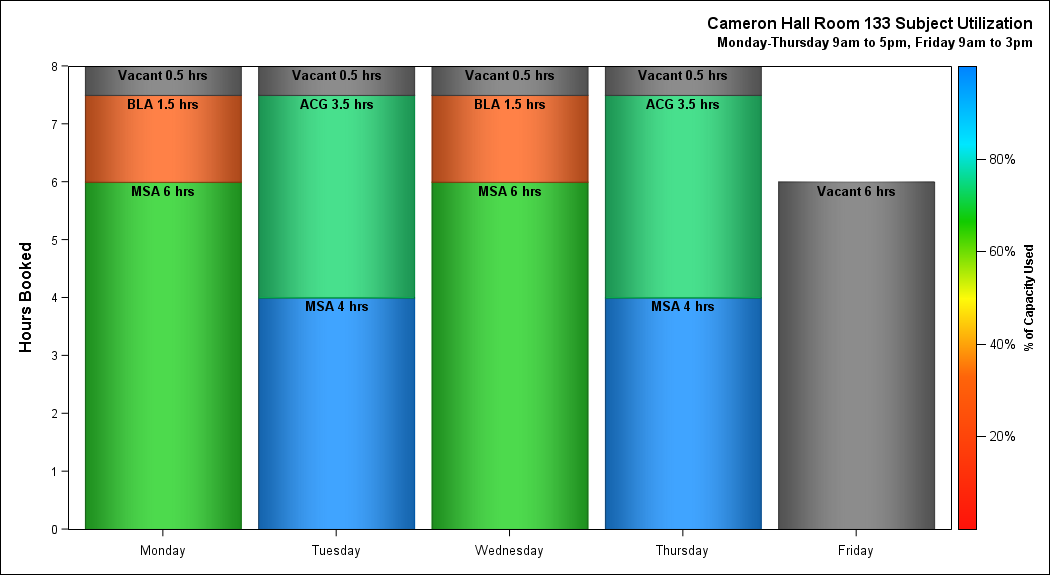 Cameron Hall Room 133 Subject Utilization
Monday-Thursday 9am to 5pm, Friday 9am to 3pm
Hours Booked
8
7
6
5
4
3
2
1
0
Vacant 0.5 hrs
BLA 1.5 hrs
MSA 6 hrs
Vacant 0.5 hrs
ACG 3.5 hrs
MSA 4 hrs
Vacant 0.5 hrs
BLA 1.5 hrs
MSA 6 hrs
Vacant 0.5 hrs
ACG 3.5 hrs
MSA 4 hrs
Vacant 6 hrs
Monday Tuesday Wednesday Thursday Friday
80%
60%
40%
20%
% of Capacity Used